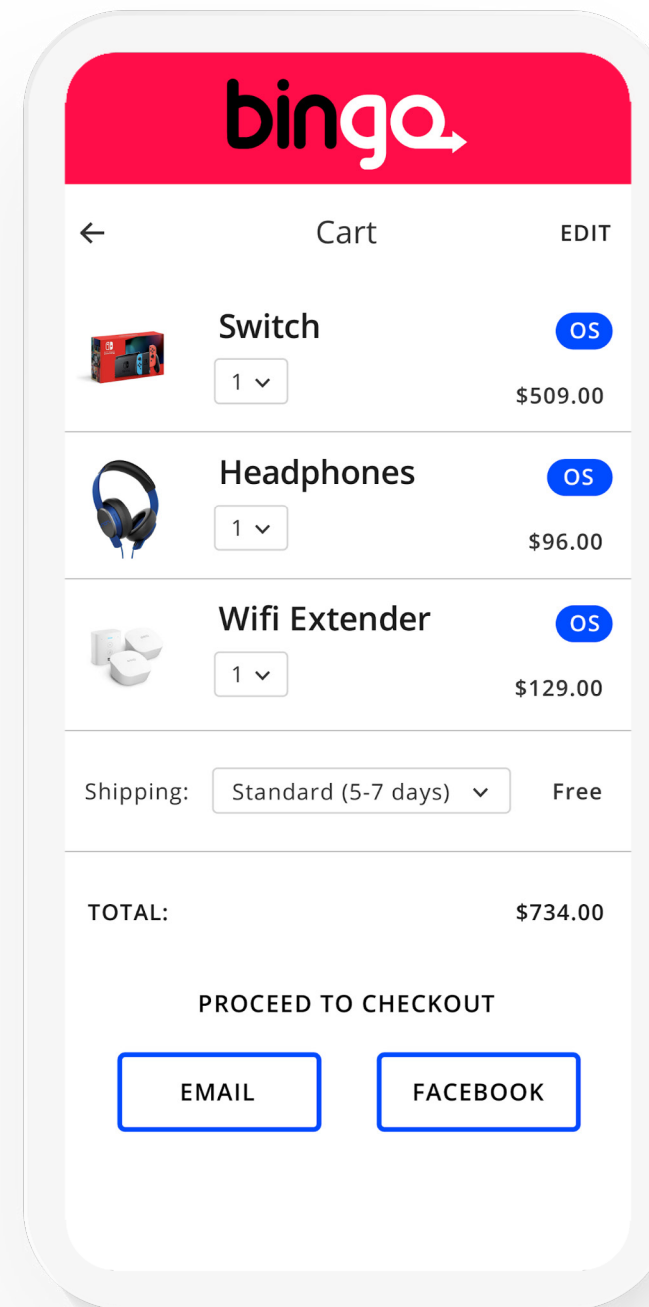 bingo
Cart EDIT
Switch OS
1
$509.00
Headphones OS
1
$96.00
Wifi Extender OS
1
$129.00
Shipping: Standard (5-7 days) Free
TOTAL: $734.00
PROCEED TO CHECKOUT
EMAIL FACEBOOK